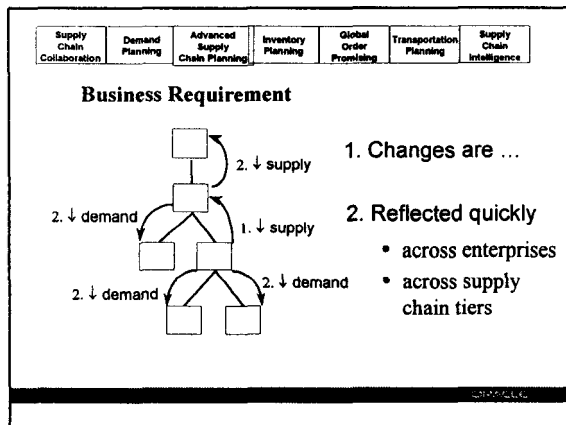 Supply
Chain
Collaboration
Demand
Planning
Advanced
Supply
Chain Planning
Inventory
Planning
Global
Order
Promising
Transportation
Planning
Supply
Chain
Intelligence
Business Requirement
2. ↓ supply
2. ↓ demand
1. ↓ supply
2. ↓ demand
2. ↓ demand
1. Changes are ...
2. Reflected quickly
• across enterprises
• across supply
chain tiers